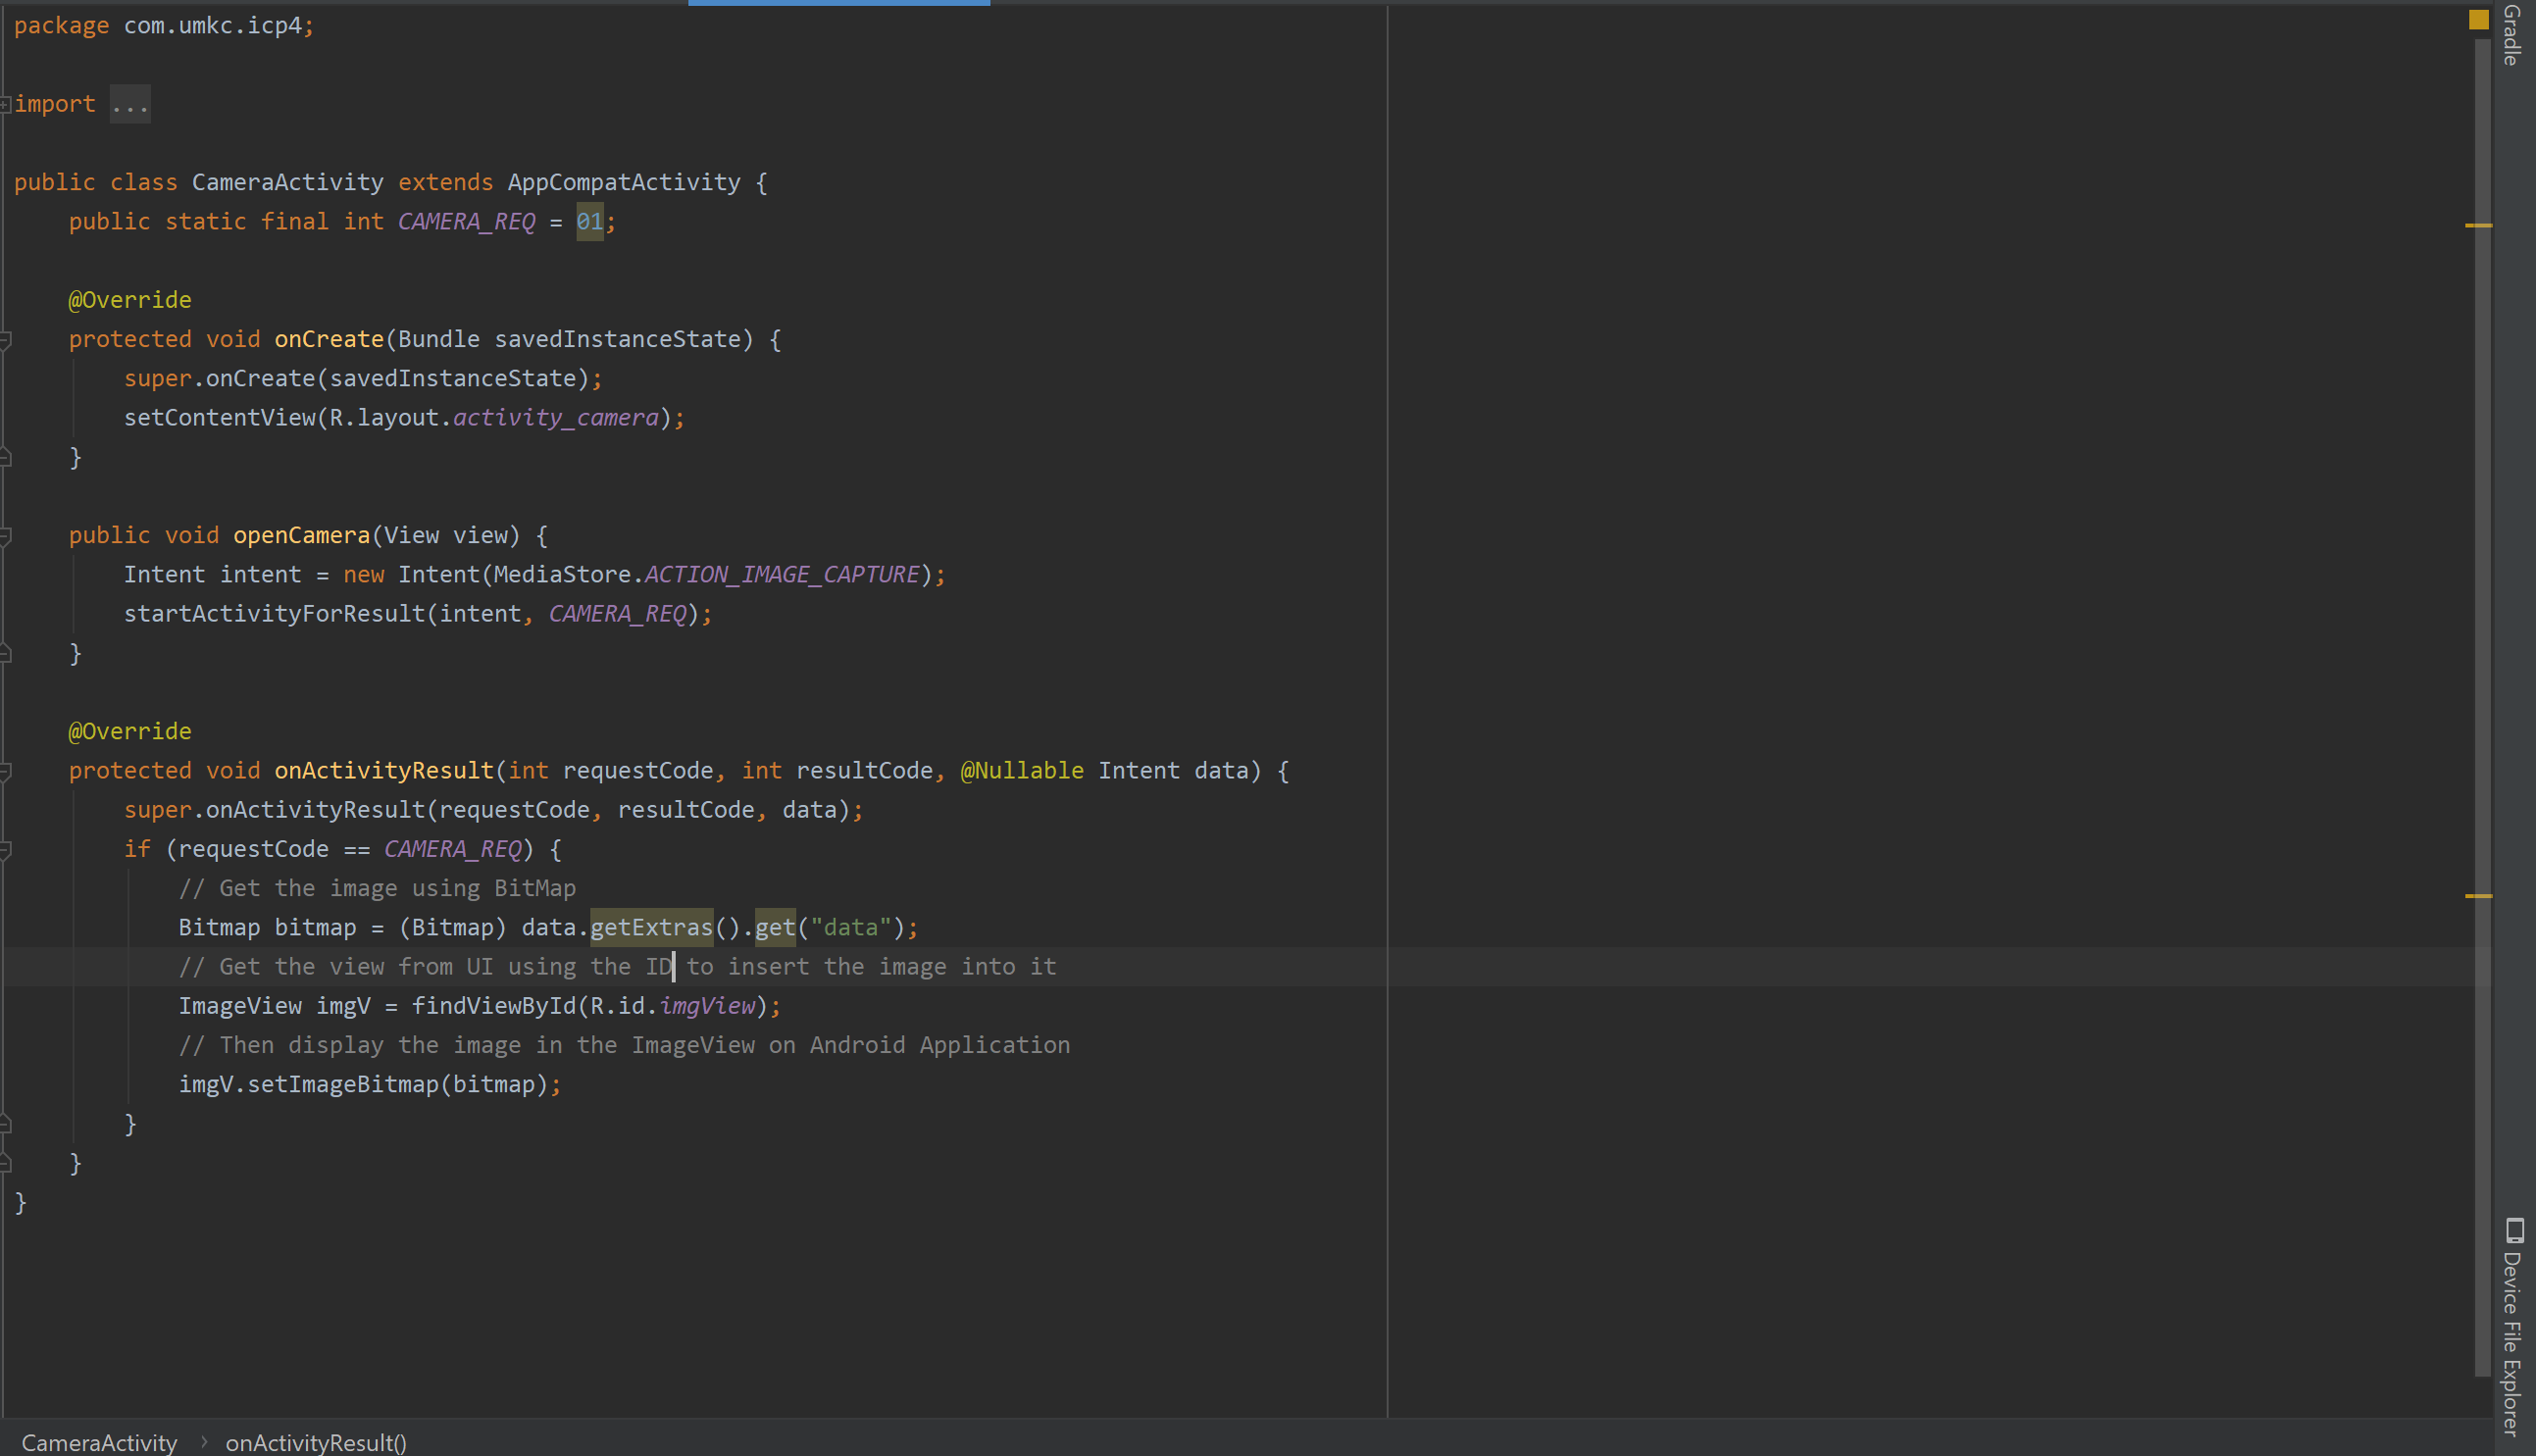 package com.umkc.icp4;
import ...
public class CameraActivity extends AppCompatActivity {
    public static final int CAMERA_REQ = 01;
    @Override
    protected void onCreate(Bundle savedInstanceState) {
        super.onCreate(savedInstanceState);
        setContentView(R.layout.activity_camera);
    }
    public void openCamera(View view) {
        Intent intent = new Intent(MediaStore.ACTION_IMAGE_CAPTURE);
        startActivityForResult(intent, CAMERA_REQ);
    }
    @Override
    protected void onActivityResult(int requestCode, int resultCode, @Nullable Intent data) {
        super.onActivityResult(requestCode, resultCode, data);
        if (requestCode == CAMERA_REQ) {
            // Get the image using BitMap
            Bitmap bitmap = (Bitmap) data.getExtras().get("data");
            // Get the view from UI using the ID to insert the image into it
            ImageView imgV = findViewById(R.id.imgView);
            // Then display the image in the ImageView on Android Application
            imgV.setImageBitmap(bitmap);
        }
    }
}
CameraActivity › onActivityResult()
Gradle
Device File Explorer